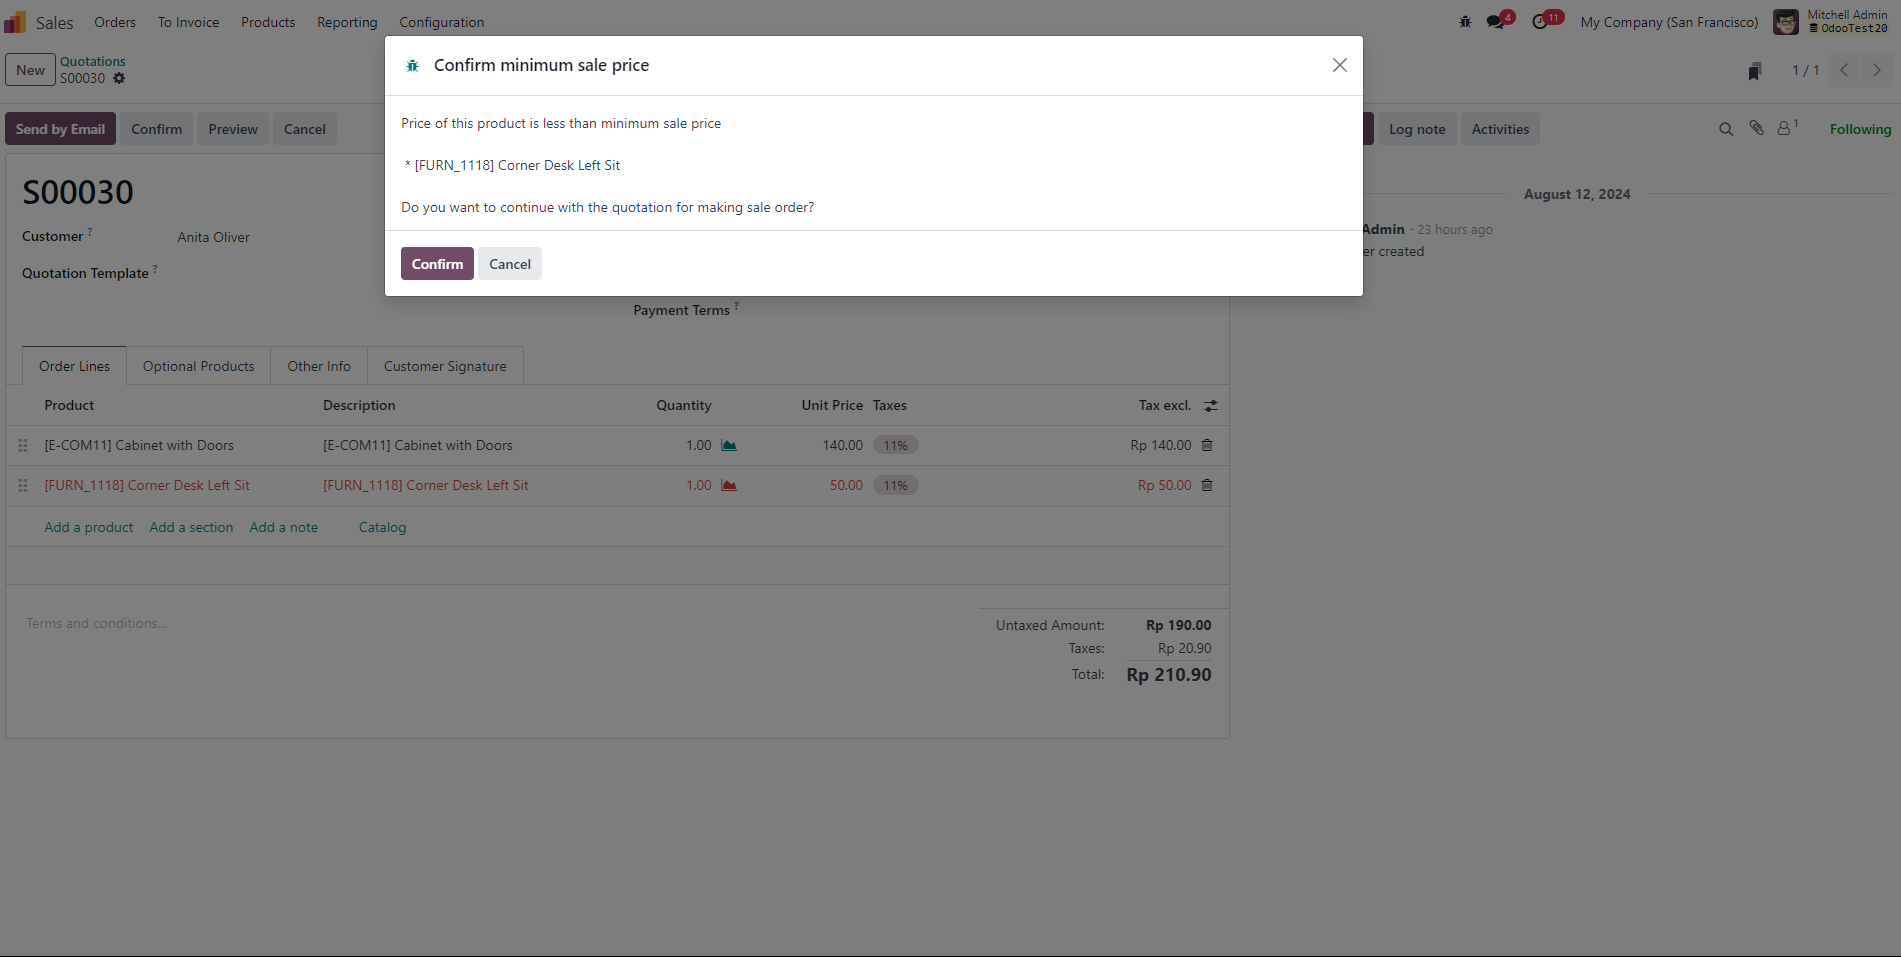 Sales Orders To Invoice Products Reporting Configuration 4 11 My Company (San Francisco) Mitchell Admin
OdooTest20
New Quotations
S00030 1 / 1
Confirm minimum sale price
Price of this product is less than minimum sale price
* [FURN_1118] Corner Desk Left Sit
Do you want to continue with the quotation for making sale order?
Confirm Cancel
Send by Email Confirm Preview Cancel Log note Activities 1 Following
S00030
Customer ? Anita Oliver
Quotation Template ?
Payment Terms ?
August 12, 2024
Admin - 23 hours ago
er created
Order Lines Optional Products Other Info Customer Signature
Product Description Quantity Unit Price Taxes Tax excl.
[E-COM11] Cabinet with Doors [E-COM11] Cabinet with Doors 1.00 140.00 11% Rp 140.00
[FURN_1118] Corner Desk Left Sit [FURN_1118] Corner Desk Left Sit 1.00 50.00 11% Rp 50.00
Add a product Add a section Add a note Catalog
Terms and conditions...
Untaxed Amount: Rp 190.00
Taxes: Rp 20.90
Total: Rp 210.90